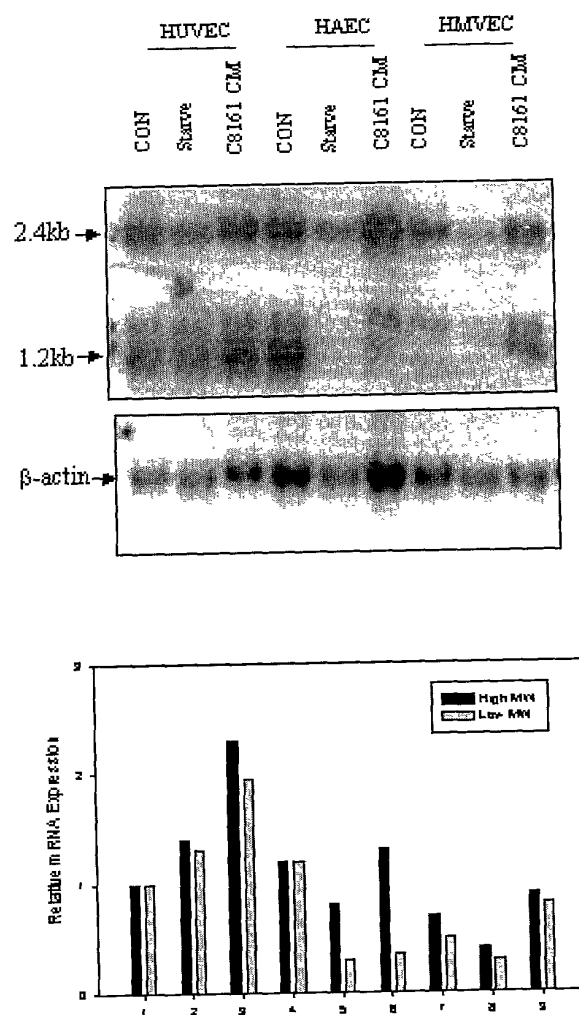 HUVEC HAEC HMVEC
CON Starve C8161 CM CON Starve C8161 CM CON Starve C8161 CM
2.4kb
1.2kb
β-actin
3
High MW
Low MW
2
Relative mRNA Expression
1
0
1 2 3 4 5 6 7 8 9